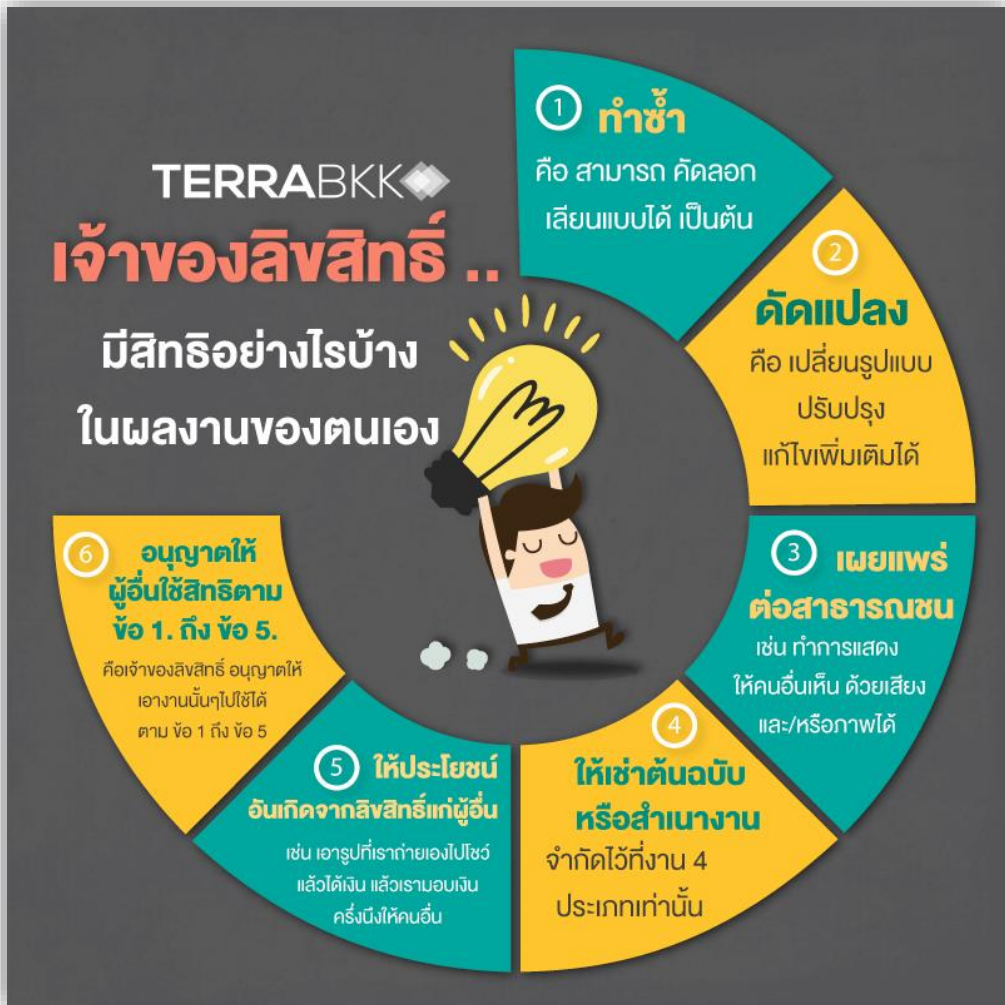 TERRABKK
เจ้าของลิขสิทธิ์ ..
มีสิทธิอย่างไรบ้าง
ในผลงานของตนเอง
1 ทำซ้ำ
คือ สามารถ คัดลอก
เลียนแบบได้ เป็นต้น
2
ดัดแปลง
คือ เปลี่ยนรูปแบบ
ปรับปรุง
แก้ไขเพิ่มเติมได้
3 เผยแพร่
ต่อสาธารณชน
เช่น ทำการแสดง
ให้คนอื่นเห็น ด้วยเสียง
และ/หรือภาพได้
4
ให้เช่าต้นฉบับ
หรือสำเนางาน
จำกัดไว้ที่งาน 4
ประเภทเท่านั้น
5 ให้ประโยชน์
อันเกิดจากลิขสิทธิ์แก่ผู้อื่น
เช่น เอารูปที่เราถ่ายเองไปโชว์
แล้วได้เงิน แล้วเรามอบเงิน
ครึ่งนึงให้คนอื่น
6 อนุญาตให้
ผู้อื่นใช้สิทธิตาม
ข้อ 1. ถึง ข้อ 5.
คือเจ้าของลิขสิทธิ์ อนุญาตให้
เอางานนั้นๆไปใช้ได้
ตาม ข้อ 1 ถึง ข้อ 5